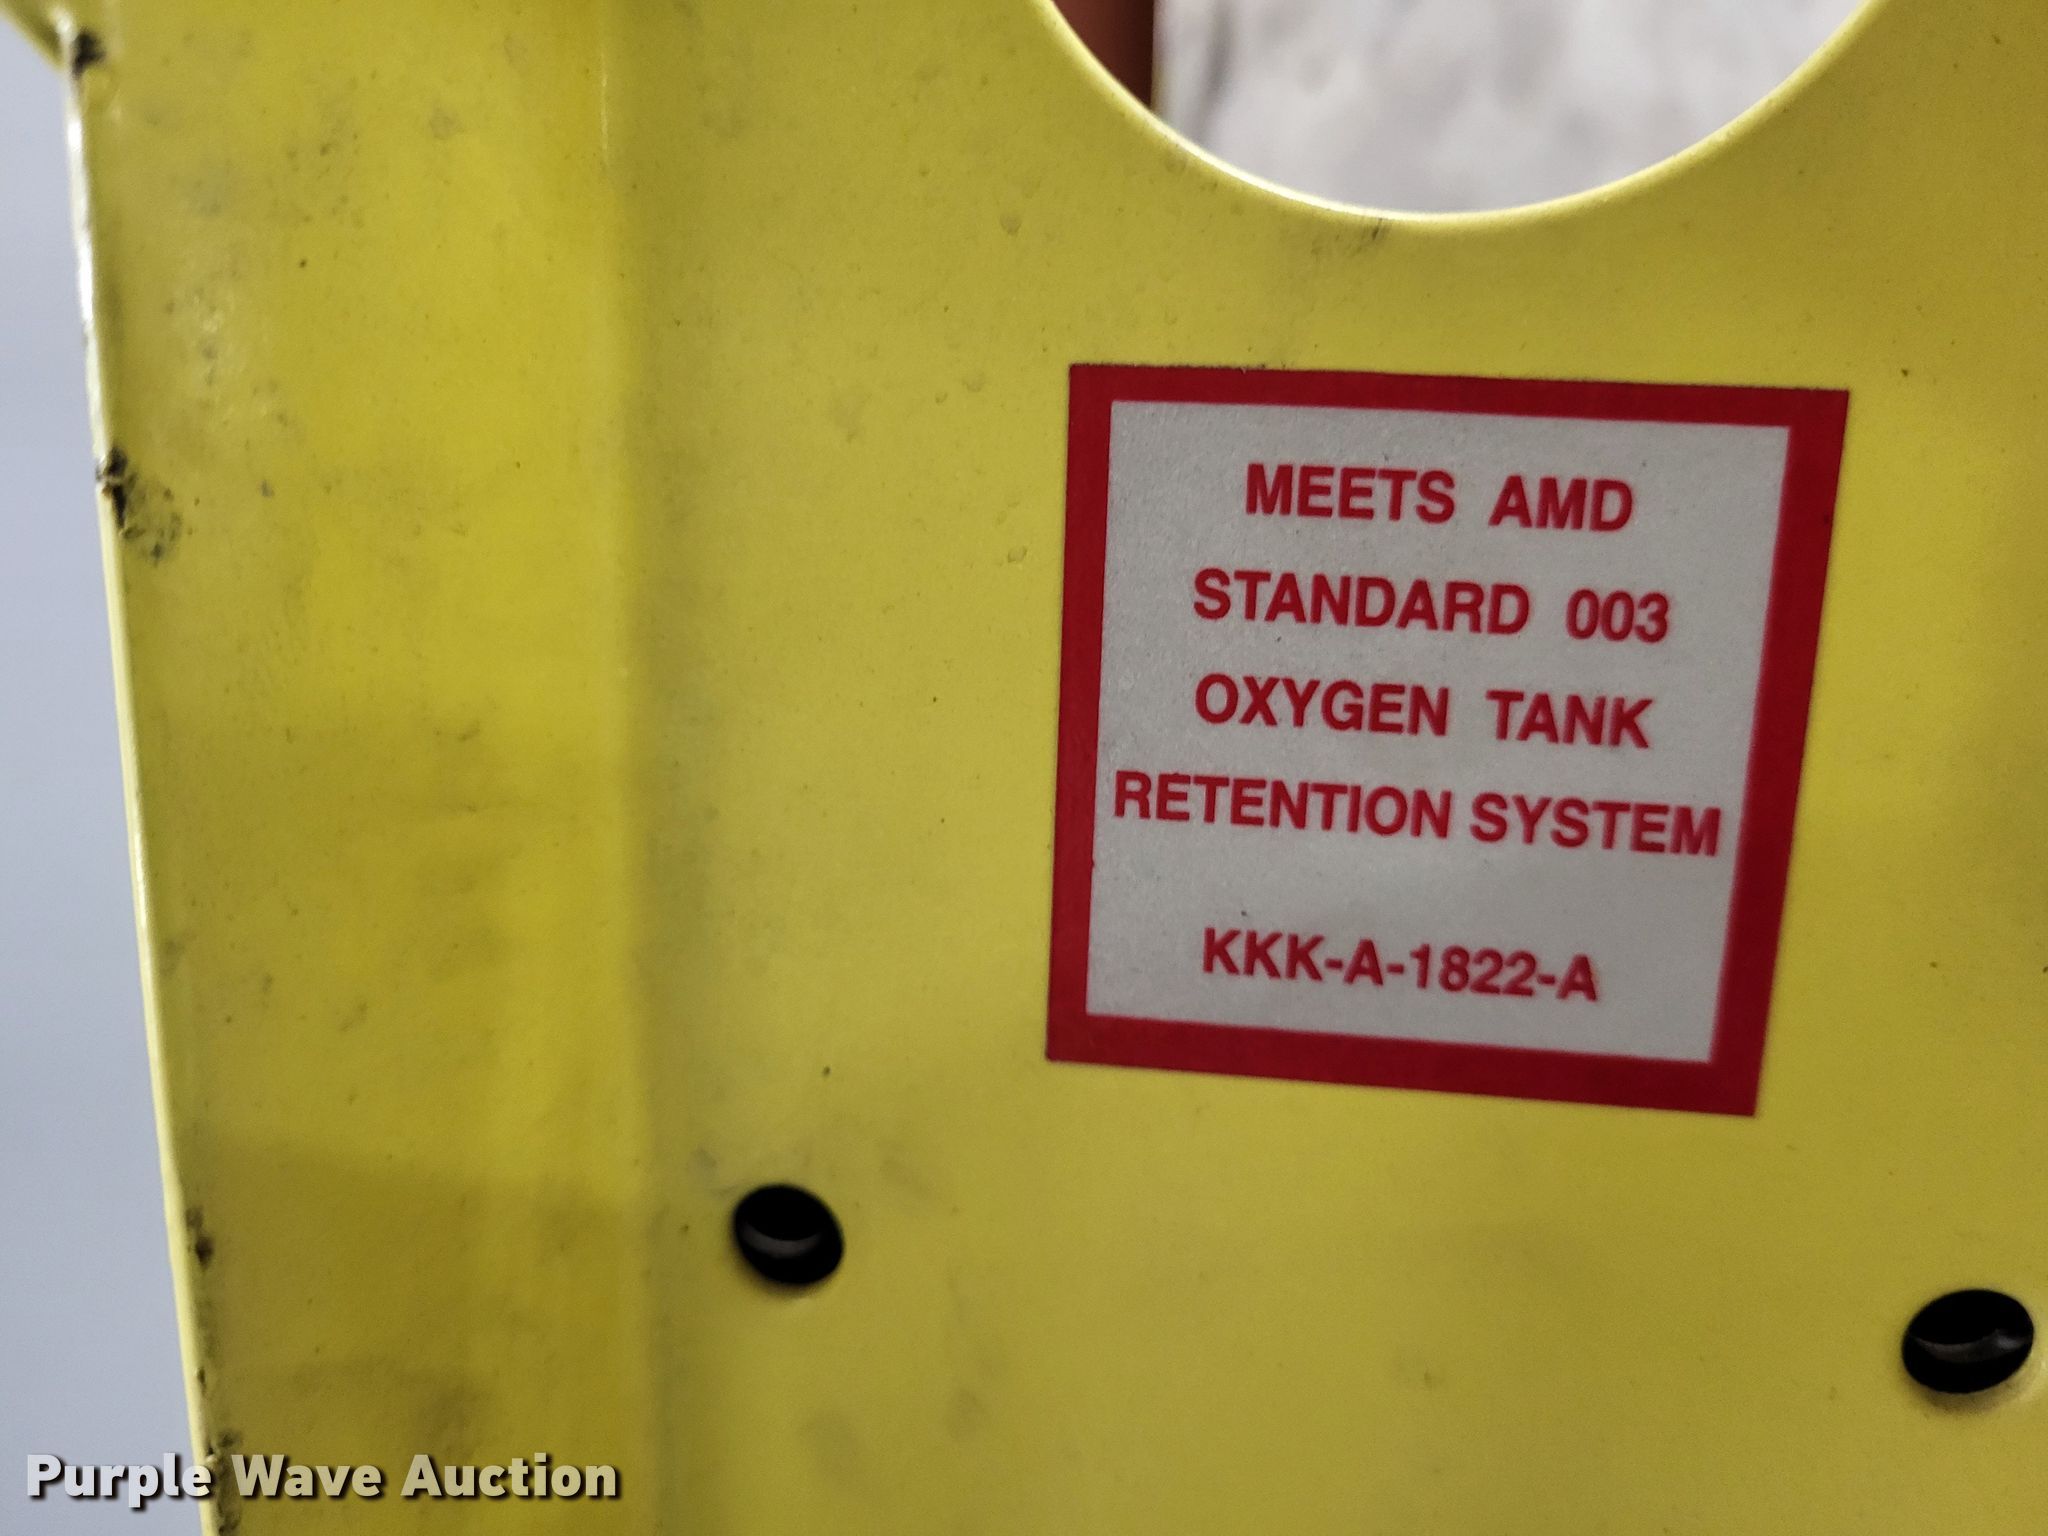 MEETS AMD
STANDARD 003
OXYGEN TANK
RETENTION SYSTEM
KKK-A-1822-A
Purple Wave Auction